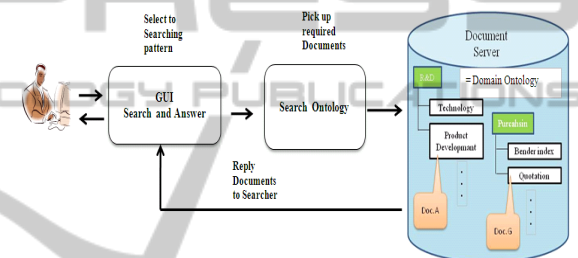 Select to
Searching
pattern
Pick up
required
Documents
Document
Server
GUI
Search and Answer
Search Ontology
R&D
= Domain Ontology
Technology
Product
Development
Bender index
Quotation
Doc.A
Doc.G
Reply
Documents
to Searcher
PUBLICATIONS